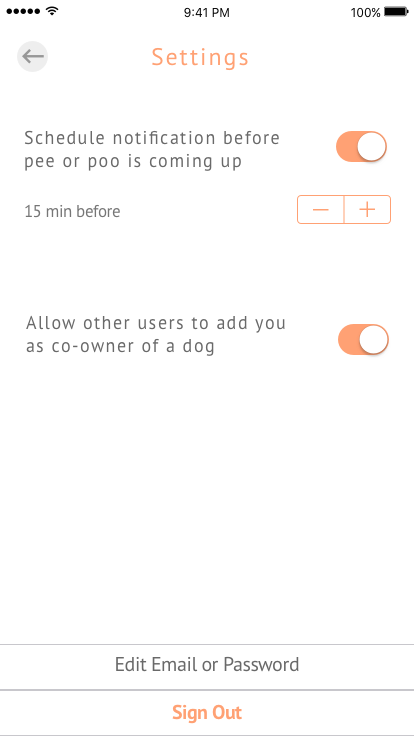 9:41 PM 100%
Settings
Schedule notification before
pee or poo is coming up
15 min before
Allow other users to add you
as co-owner of a dog
Edit Email or Password
Sign Out